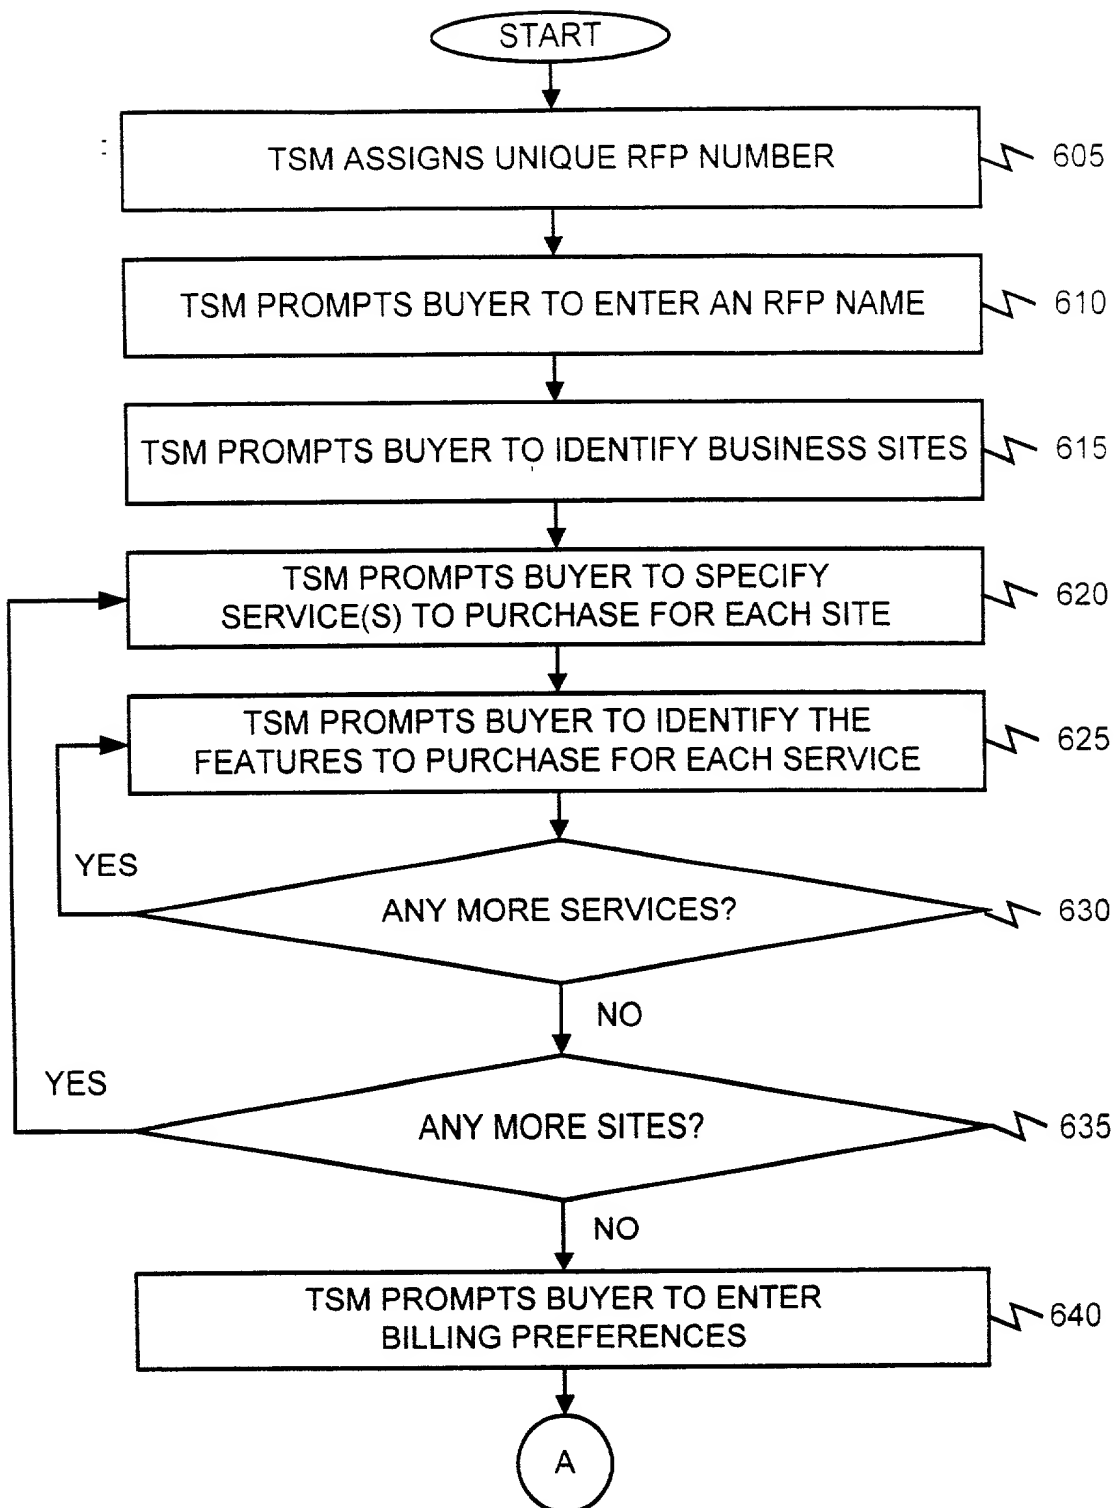 START
TSM ASSIGNS UNIQUE RFP NUMBER
605
TSM PROMPTS BUYER TO ENTER AN RFP NAME
610
TSM PROMPTS BUYER TO IDENTIFY BUSINESS SITES
615
TSM PROMPTS BUYER TO SPECIFY
SERVICE(S) TO PURCHASE FOR EACH SITE
620
TSM PROMPTS BUYER TO IDENTIFY THE
FEATURES TO PURCHASE FOR EACH SERVICE
625
YES
ANY MORE SERVICES?
630
NO
YES
ANY MORE SITES?
635
NO
TSM PROMPTS BUYER TO ENTER
BILLING PREFERENCES
640
A